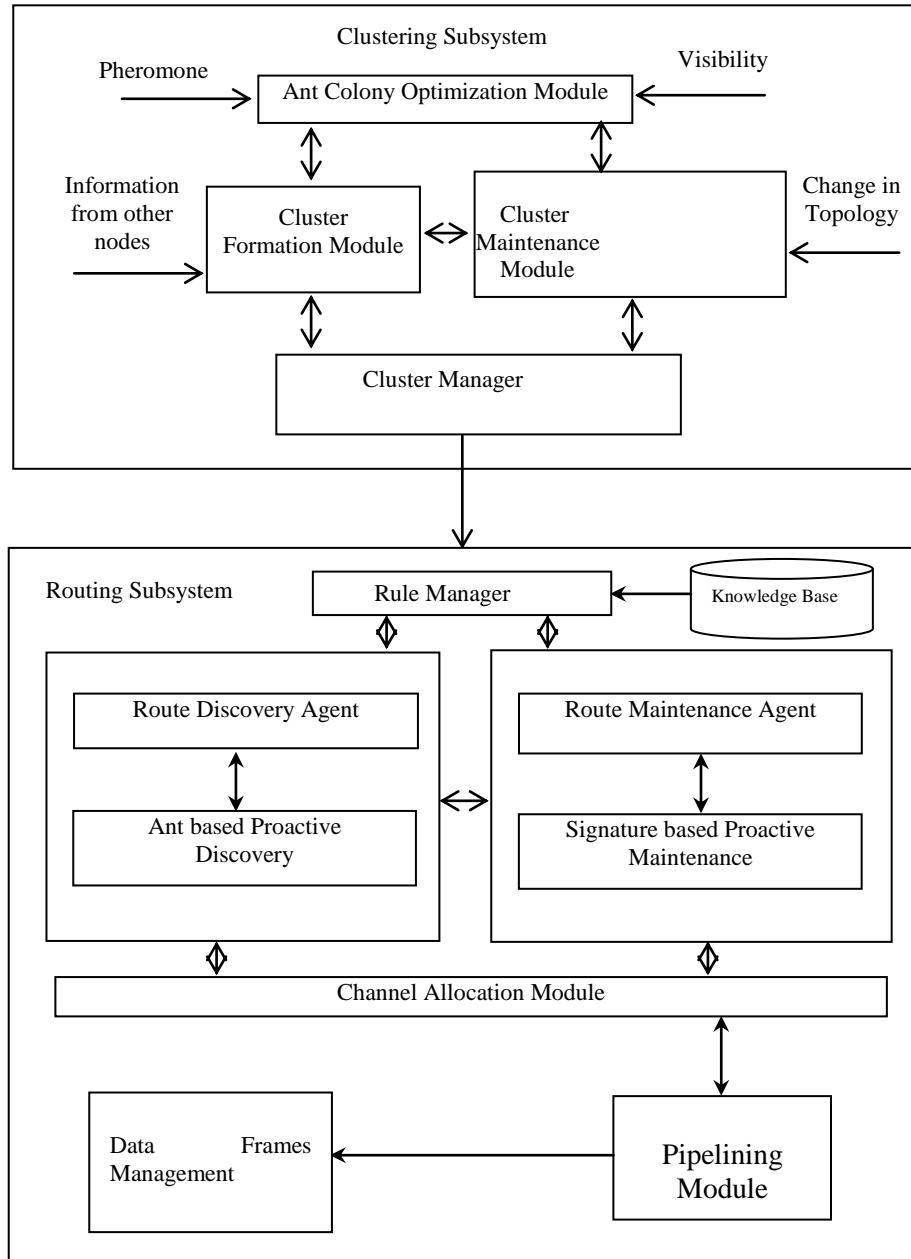 Clustering Subsystem
Pheromone
Visibility
Ant Colony Optimization Module
Information
from other
nodes
Cluster
Formation Module
Cluster
Maintenance
Module
Change in
Topology
Cluster Manager
Routing Subsystem
Rule Manager
Knowledge Base
Route Discovery Agent
Route Maintenance Agent
Ant based Proactive
Discovery
Signature based Proactive
Maintenance
Channel Allocation Module
Data Frames
Management
Pipelining
Module